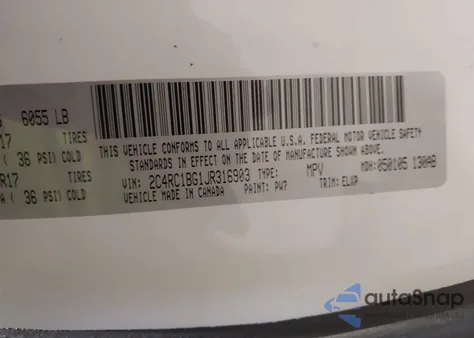 6055 LB
TIRES
( 36 PSI) COLD
R17 TIRES
( 36 PSI) COLD
THIS VEHICLE CONFORMS TO ALL APPLICABLE U.S.A. FEDERAL MOTOR VEHICLE SAFETY
STANDARDS IN EFFECT ON THE DATE OF MANUFACTURE SHOWN ABOVE.
VIN: 2C4RC1BG1JR316903 TYPE: MPV MDH: 050105 130AB
VEHICLE MADE IN CANADA PAINT: PW7 TRIM: ELXP
autoSnap